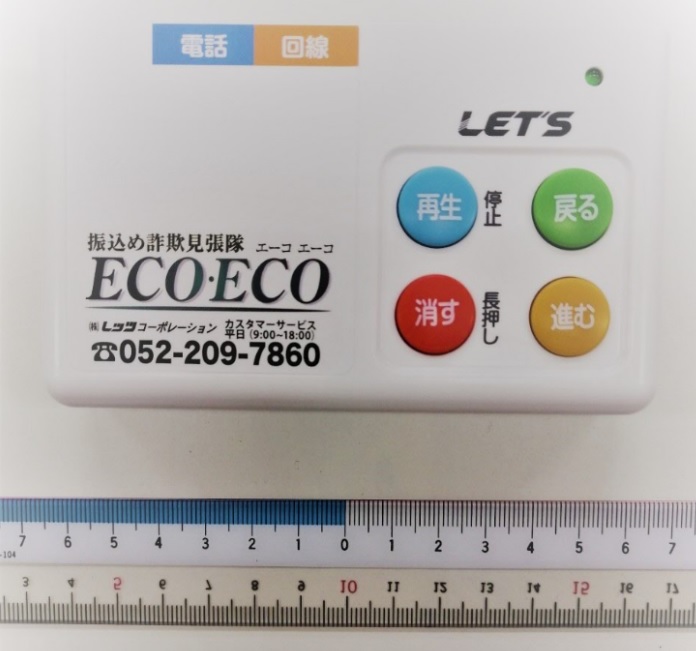 電話 回線
LET'S
再生 停止 戻る
消す 長押し 進む
振込め詐欺見張隊 エーコ エーコ
ECO・ECO
㈱レッツコーポレーション カスタマーサービス
平日(9:00~18:00)
☎052-209-7860
7 6 5 4 3 2 1 0 1 2 3 4 5 6 7
-104
3 4 5 6 7 8 9 10 11 12 13 14 15 16 17